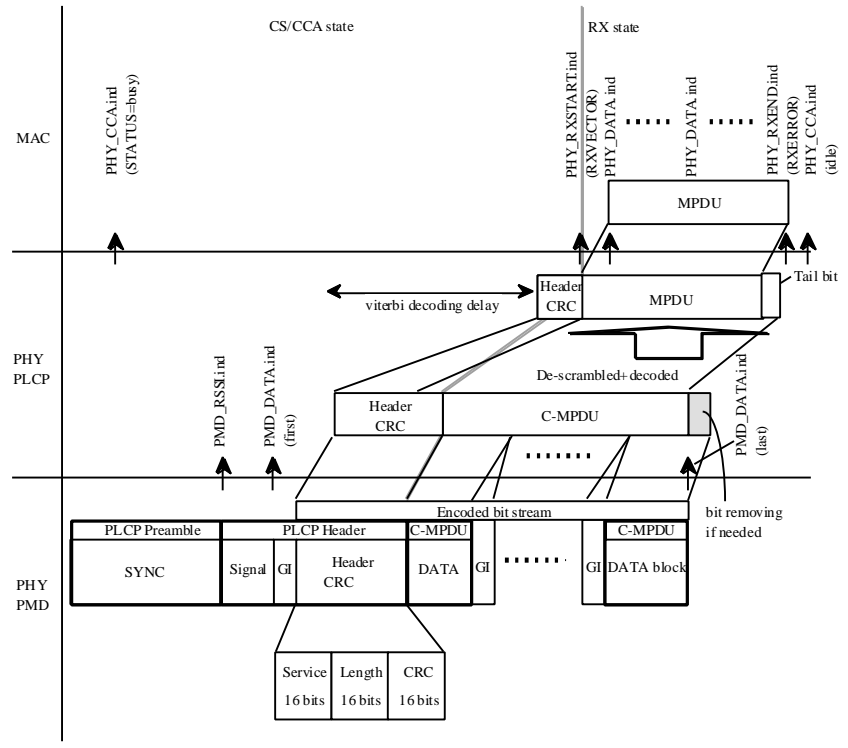 CS/CCA state
RX state
MAC
PHY_CCA.ind
(STATUS=busy)
PHY_RXSTART.ind
(RXVECTOR)
PHY_DATA.ind
PHY_DATA.ind
PHY_RXEND.ind
(RXERROR)
PHY_CCA.ind
(idle)
MPDU
PHY
PLCP
viterbi decoding delay
Header
CRC
MPDU
Tail bit
De-scrambled+decoded
PMD_RSSI.ind
PMD_DATA.ind
(first)
Header
CRC
C-MPDU
PMD_DATA.ind
(last)
bit removing
if needed
Encoded bit stream
PHY
PMD
PLCP Preamble
PLCP Header
C-MPDU
C-MPDU
SYNC
Signal
GI
Header
CRC
DATA
GI
GI
DATA block
Service
16 bits
Length
16 bits
CRC
16 bits